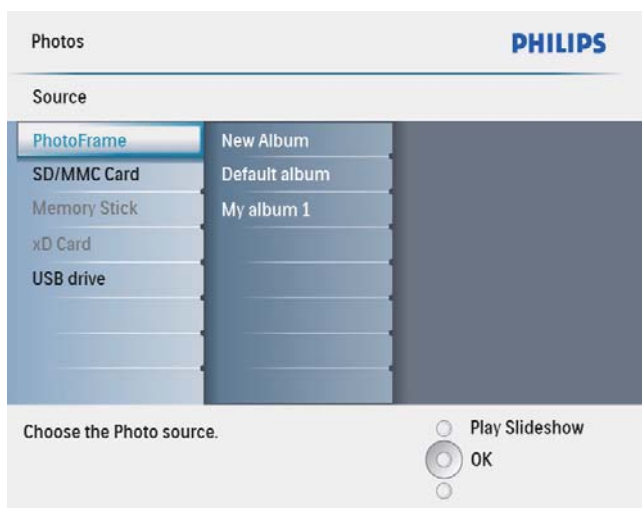 Photos
PHILIPS
Source
PhotoFrame
New Album
SD/MMC Card
Default album
Memory Stick
My album 1
xD Card
USB drive
Choose the Photo source.
Play Slideshow
OK